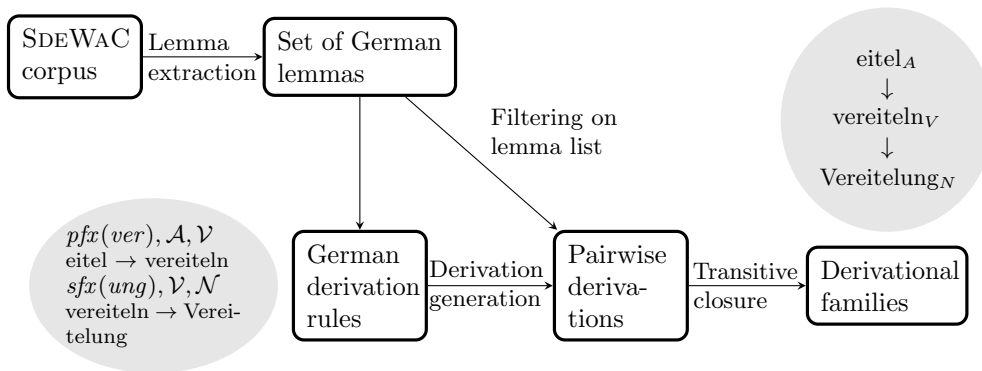 SDEWAC
corpus
Lemma
extraction
Set of German
lemmas
eitel_A
↓
vereiteln_V
↓
Vereitelung_N
Filtering on
lemma list
pfx(ver), A, V
eitel → vereiteln
sfx(ung), V, N
vereiteln → Verei-
telung
German
derivation
rules
Derivation
generation
Pairwise
deriva-
tions
Transitive
closure
Derivational
families